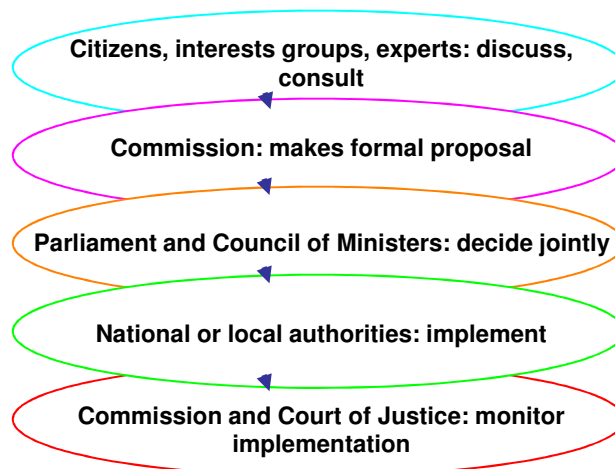 Citizens, interests groups, experts: discuss,
consult
Commission: makes formal proposal
Parliament and Council of Ministers: decide jointly
National or local authorities: implement
Commission and Court of Justice: monitor
implementation